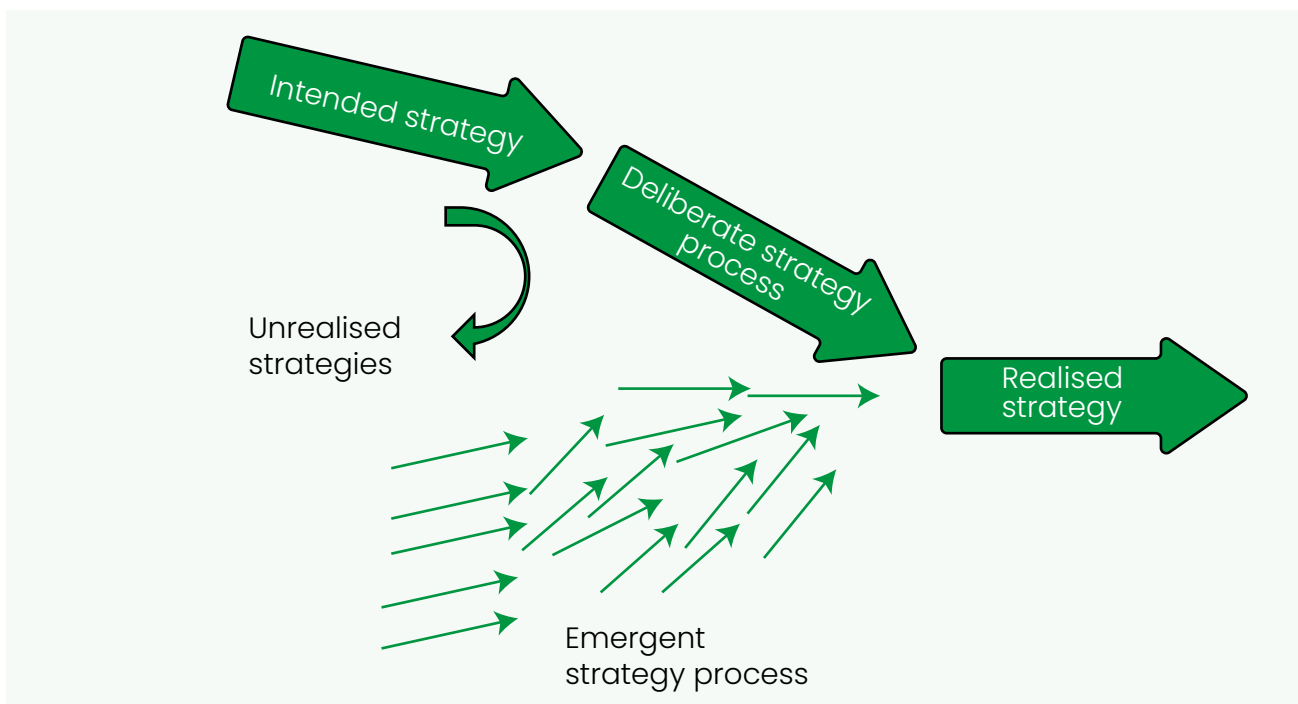 Intended strategy
Deliberate strategy
process
Unrealised
strategies
Realised
strategy
Emergent
strategy process